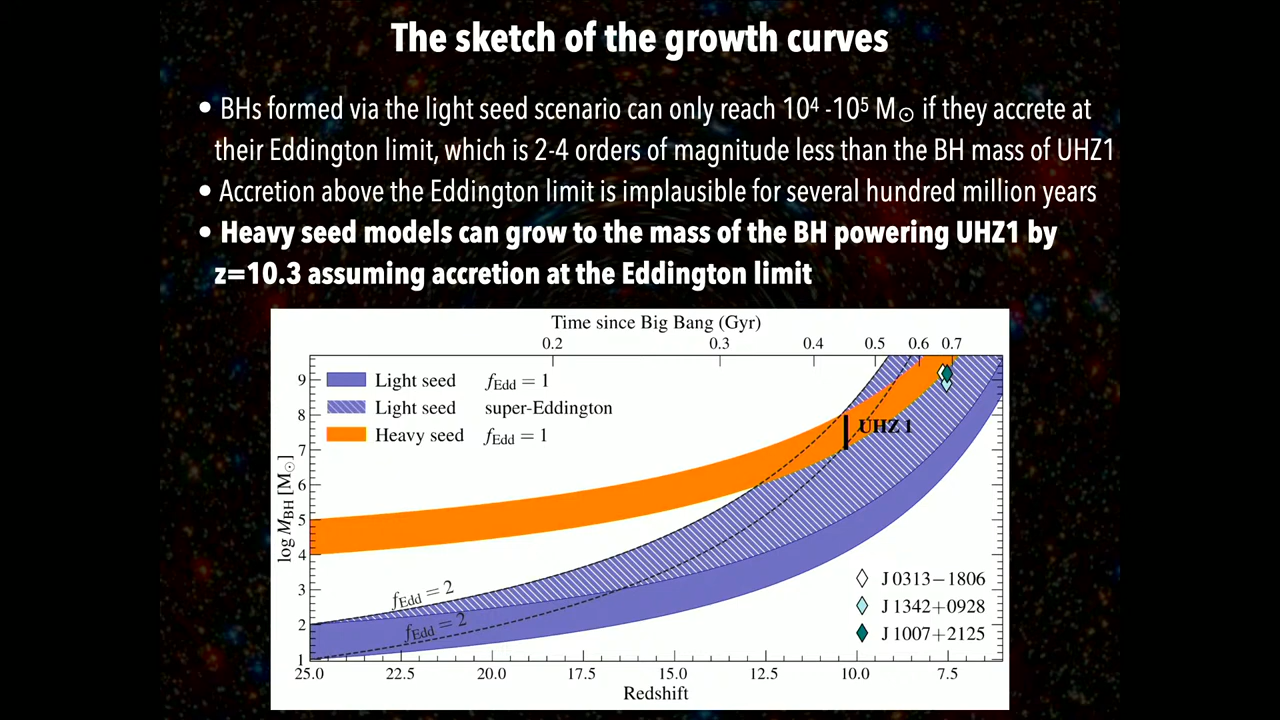 The sketch of the growth curves
• BHs formed via the light seed scenario can only reach 10⁴ -10⁵ M☉ if they accrete at
their Eddington limit, which is 2-4 orders of magnitude less than the BH mass of UHZ1
• Accretion above the Eddington limit is implausible for several hundred million years
• Heavy seed models can grow to the mass of the BH powering UHZ1 by
z=10.3 assuming accretion at the Eddington limit
Time since Big Bang (Gyr)
0.2 0.3 0.4 0.5 0.6 0.7
Light seed f_Edd = 1
Light seed super-Eddington
Heavy seed f_Edd = 1
UHZ 1
log M_BH [M☉]
9
8
7
6
5
4
3
2
1
f_Edd = 2
f_Edd = 2
J 0313−1806
J 1342+0928
J 1007+2125
25.0 22.5 20.0 17.5 15.0 12.5 10.0 7.5
Redshift